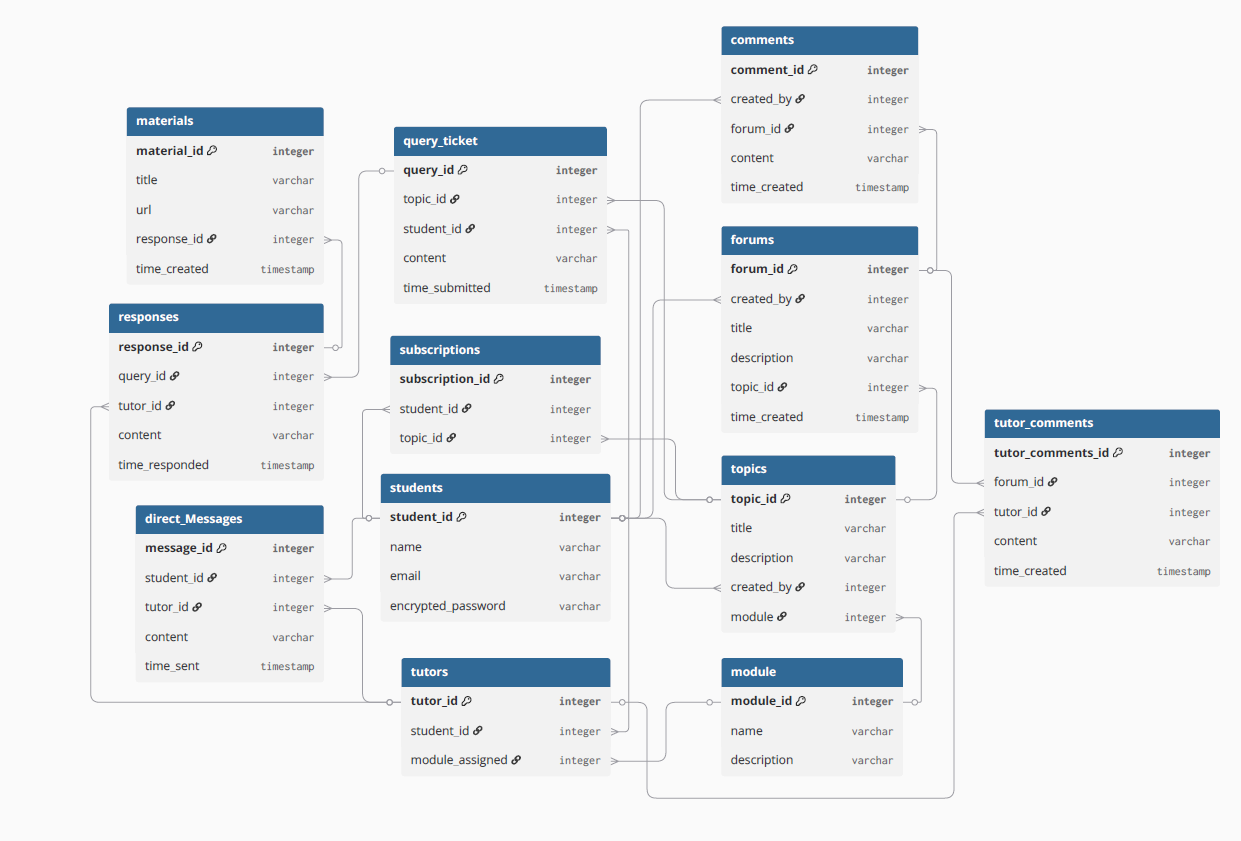 comments
comment_id integer
created_by integer
forum_id integer
content varchar
time_created timestamp
materials
material_id integer
title varchar
url varchar
response_id integer
time_created timestamp
query_ticket
query_id integer
topic_id integer
student_id integer
content varchar
time_submitted timestamp
forums
forum_id integer
created_by integer
title varchar
description varchar
topic_id integer
time_created timestamp
responses
response_id integer
query_id integer
tutor_id integer
content varchar
time_responded timestamp
subscriptions
subscription_id integer
student_id integer
topic_id integer
tutor_comments
tutor_comments_id integer
forum_id integer
tutor_id integer
content varchar
time_created timestamp
topics
topic_id integer
title varchar
description varchar
created_by integer
module integer
students
student_id integer
name varchar
email varchar
encrypted_password varchar
direct_Messages
message_id integer
student_id integer
tutor_id integer
content varchar
time_sent timestamp
tutors
tutor_id integer
student_id integer
module_assigned integer
module
module_id integer
name varchar
description varchar